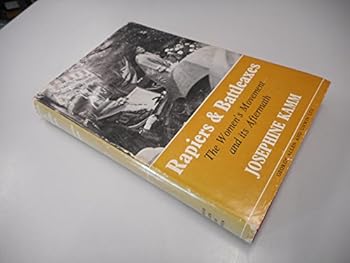 Rapiers & Battleaxes
The Women's Movement
and its Aftermath
JOSEPHINE KAMM